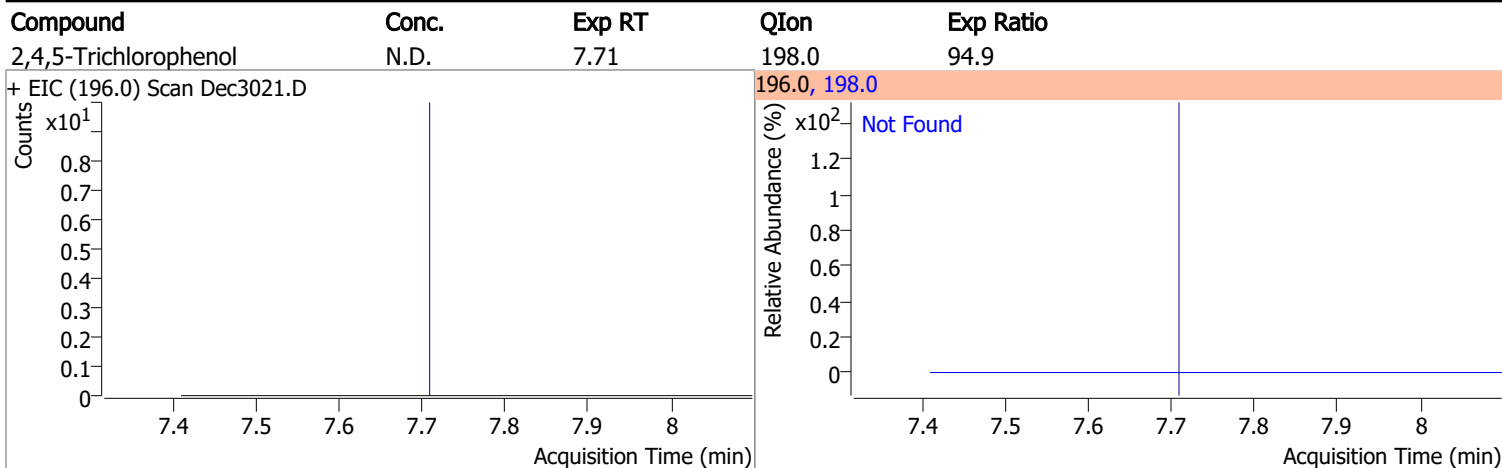 Compound Conc. Exp RT QIon Exp Ratio
2,4,5-Trichlorophenol N.D. 7.71 198.0 94.9
+ EIC (196.0) Scan Dec3021.D
Counts
x10¹
0.8
0.7
0.6
0.5
0.4
0.3
0.2
0.1
0
7.4 7.5 7.6 7.7 7.8 7.9 8
Acquisition Time (min)
196.0, 198.0
Relative Abundance (%)
x10²
Not Found
1.2
1
0.8
0.6
0.4
0.2
0
7.4 7.5 7.6 7.7 7.8 7.9 8
Acquisition Time (min)